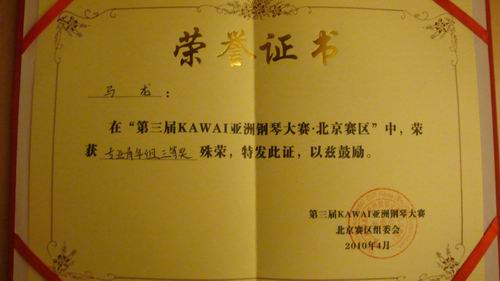 荣誉证书
马龙：
在“第三届KAWAI亚洲钢琴大赛·北京赛区”中，荣
获 专业青年组三等奖 殊荣，特发此证，以兹鼓励。
第三届KAWAI亚洲钢琴大赛
北京赛区组委会
2010年4月